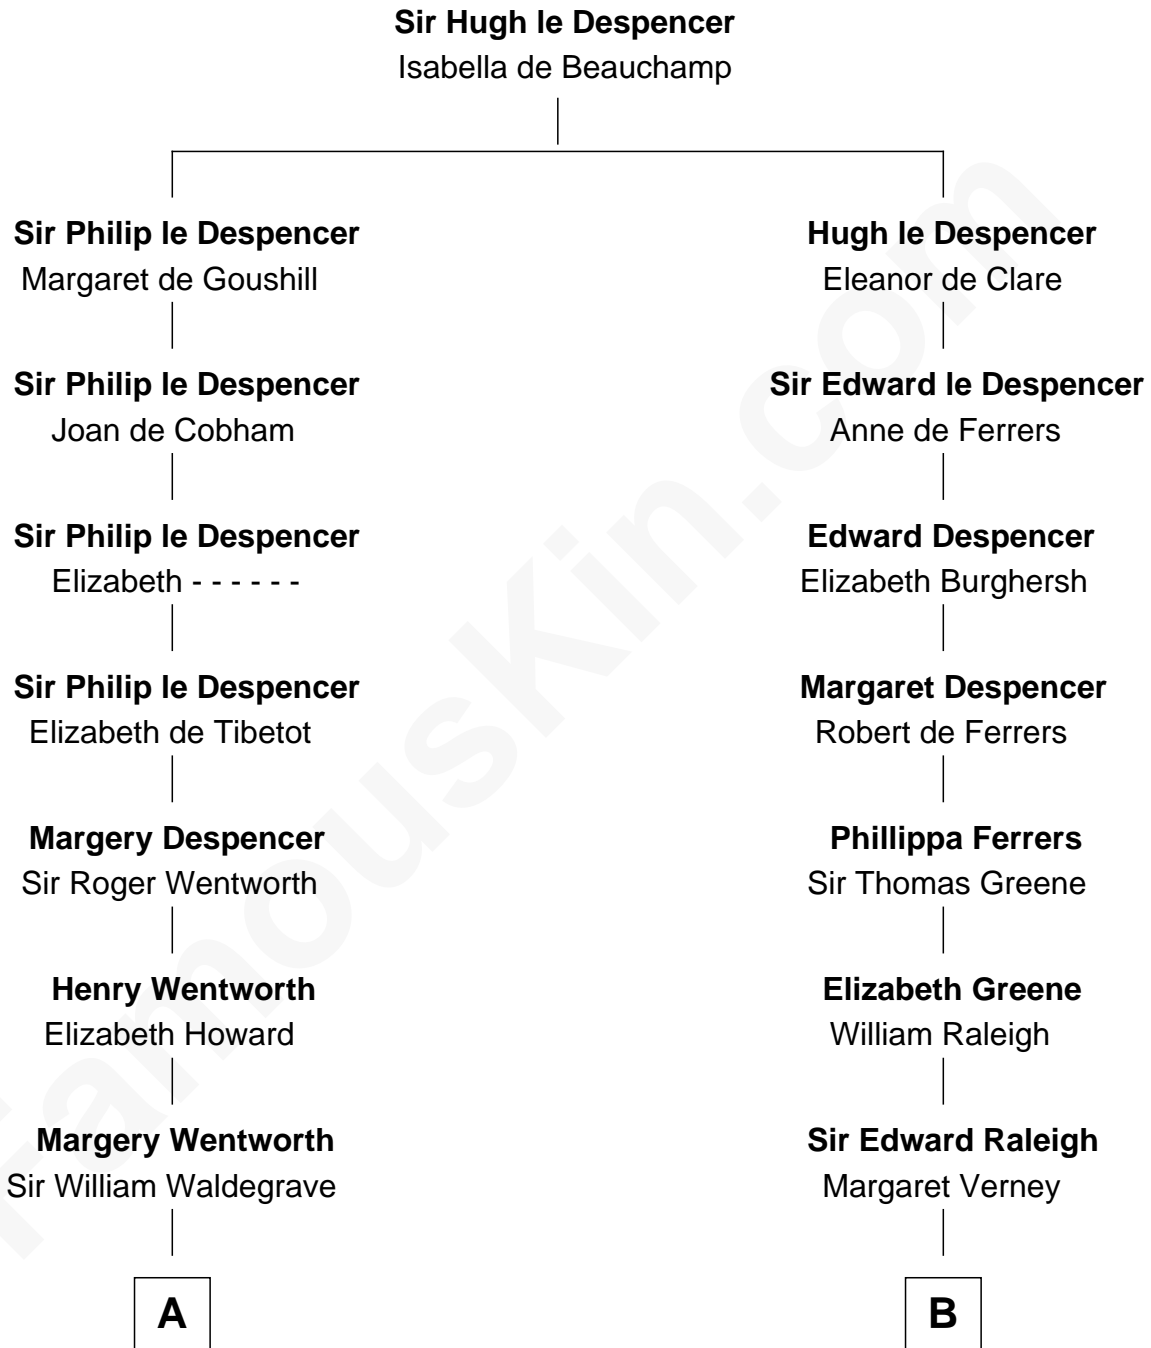 Sir Hugh le Despencer
Isabella de Beauchamp
Sir Philip le Despencer
Margaret de Goushill
Hugh le Despencer
Eleanor de Clare
Sir Philip le Despencer
Joan de Cobham
Sir Edward le Despencer
Anne de Ferrers
Sir Philip le Despencer
Elizabeth - - - - - -
Edward Despencer
Elizabeth Burghersh
Sir Philip le Despencer
Elizabeth de Tibetot
Margaret Despencer
Robert de Ferrers
Margery Despencer
Sir Roger Wentworth
Phillippa Ferrers
Sir Thomas Greene
Henry Wentworth
Elizabeth Howard
Elizabeth Greene
William Raleigh
Margery Wentworth
Sir William Waldegrave
Sir Edward Raleigh
Margaret Verney
A
B
FamousKin.com